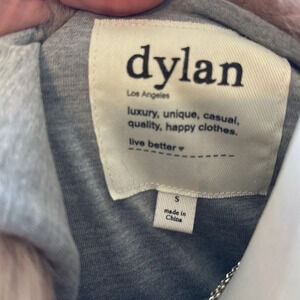 dylan
Los Angeles
luxury, unique, casual,
quality, happy clothes.
live better ♥
S
made in
China